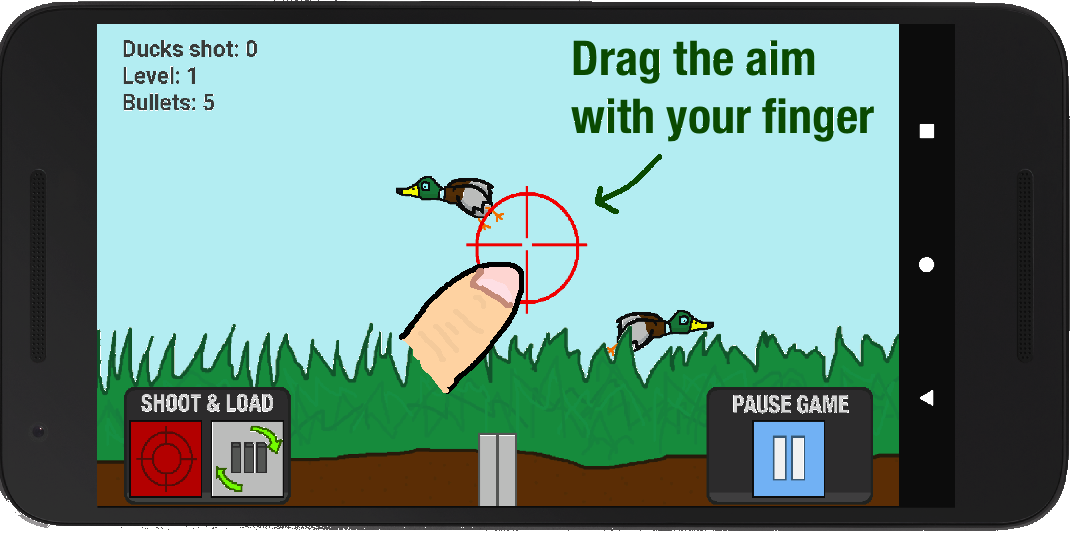 Ducks shot: 0
Level: 1
Bullets: 5
Drag the aim
with your finger
SHOOT & LOAD
PAUSE GAME